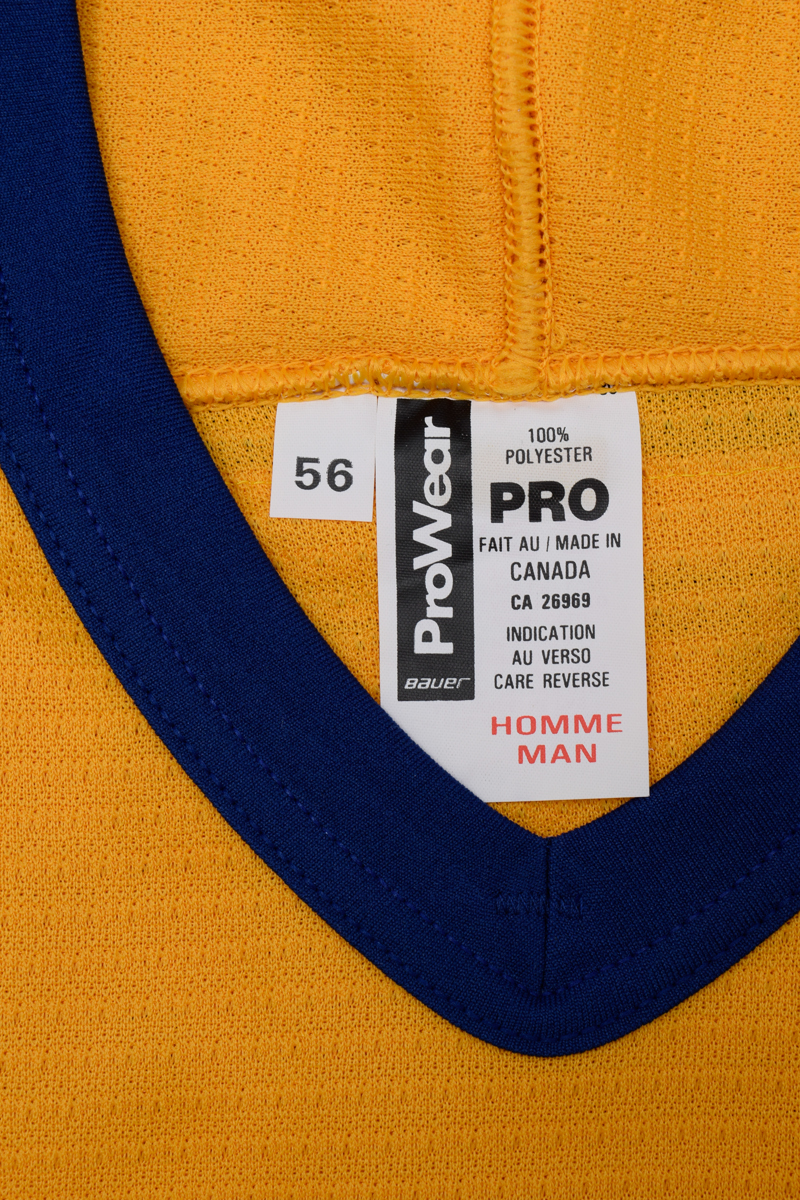 56
ProWear
BAUER
100%
POLYESTER
PRO
FAIT AU / MADE IN
CANADA
CA 26969
INDICATION
AU VERSO
CARE REVERSE
HOMME
MAN